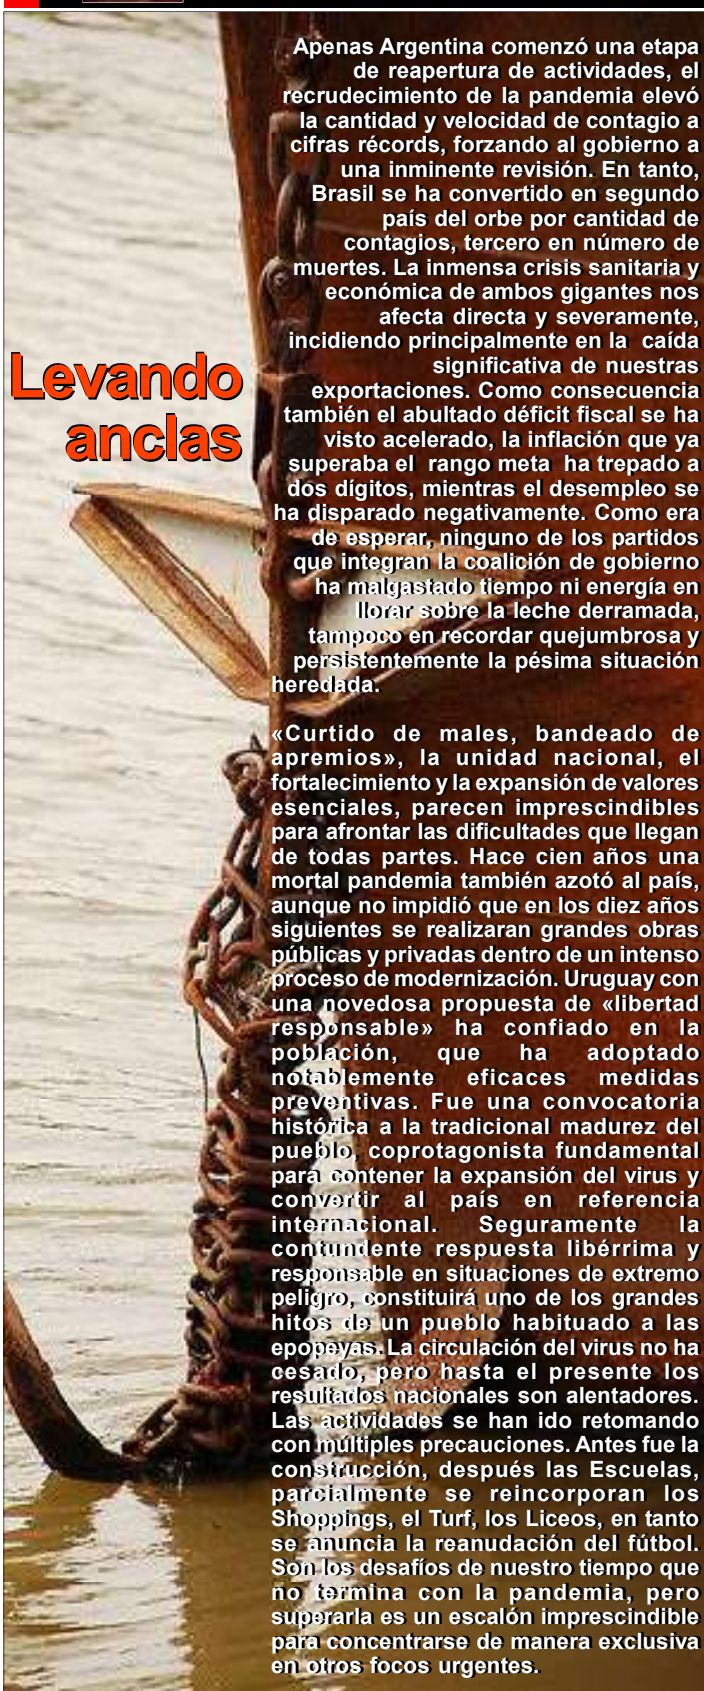 Levando
anclas
Apenas Argentina comenzó una etapa
de reapertura de actividades, el
recrudecimiento de la pandemia elevó
la cantidad y velocidad de contagio a
cifras récords, forzando al gobierno a
una inminente revisión. En tanto,
Brasil se ha convertido en segundo
país del orbe por cantidad de
contagios, tercero en número de
muertes. La inmensa crisis sanitaria y
económica de ambos gigantes nos
afecta directa y severamente,
incidiendo principalmente en la caída
significativa de nuestras
exportaciones. Como consecuencia
también el abultado déficit fiscal se ha
visto acelerado, la inflación que ya
superaba el rango meta ha trepado a
dos dígitos, mientras el desempleo se
ha disparado negativamente. Como era
de esperar, ninguno de los partidos
que integran la coalición de gobierno
ha malgastado tiempo ni energía en
llorar sobre la leche derramada,
tampoco en recordar quejumbrosa y
persistentemente la pésima situación
heredada.
«Curtido de males, bandeado de
apremios», la unidad nacional, el
fortalecimiento y la expansión de valores
esenciales, parecen imprescindibles
para afrontar las dificultades que llegan
de todas partes. Hace cien años una
mortal pandemia también azotó al país,
aunque no impidió que en los diez años
siguientes se realizaran grandes obras
públicas y privadas dentro de un intenso
proceso de modernización. Uruguay con
una novedosa propuesta de «libertad
responsable» ha confiado en la
población, que ha adoptado
notablemente eficaces medidas
preventivas. Fue una convocatoria
histórica a la tradicional madurez del
pueblo, coprotagonista fundamental
para contener la expansión del virus y
convertir al país en referencia
internacional. Seguramente la
contundente respuesta libérrima y
responsable en situaciones de extremo
peligro, constituirá uno de los grandes
hitos de un pueblo habituado a las
epopeyas. La circulación del virus no ha
cesado, pero hasta el presente los
resultados nacionales son alentadores.
Las actividades se han ido retomando
con múltiples precauciones. Antes fue la
construcción, después las Escuelas,
parcialmente se reincorporan los
Shoppings, el Turf, los Liceos, en tanto
se anuncia la reanudación del fútbol.
Son los desafíos de nuestro tiempo que
no termina con la pandemia, pero
superarla es un escalón imprescindible
para concentrarse de manera exclusiva
en otros focos urgentes.